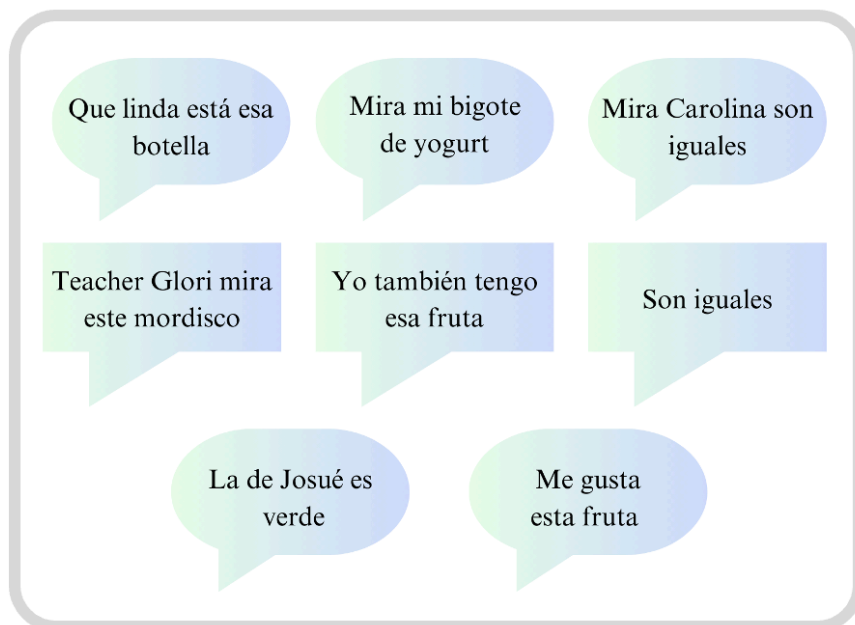 Que linda está esa
botella
Mira mi bigote
de yogurt
Mira Carolina son
iguales
Teacher Glori mira
este mordisco
Yo también tengo
esa fruta
Son iguales
La de Josué es
verde
Me gusta
esta fruta